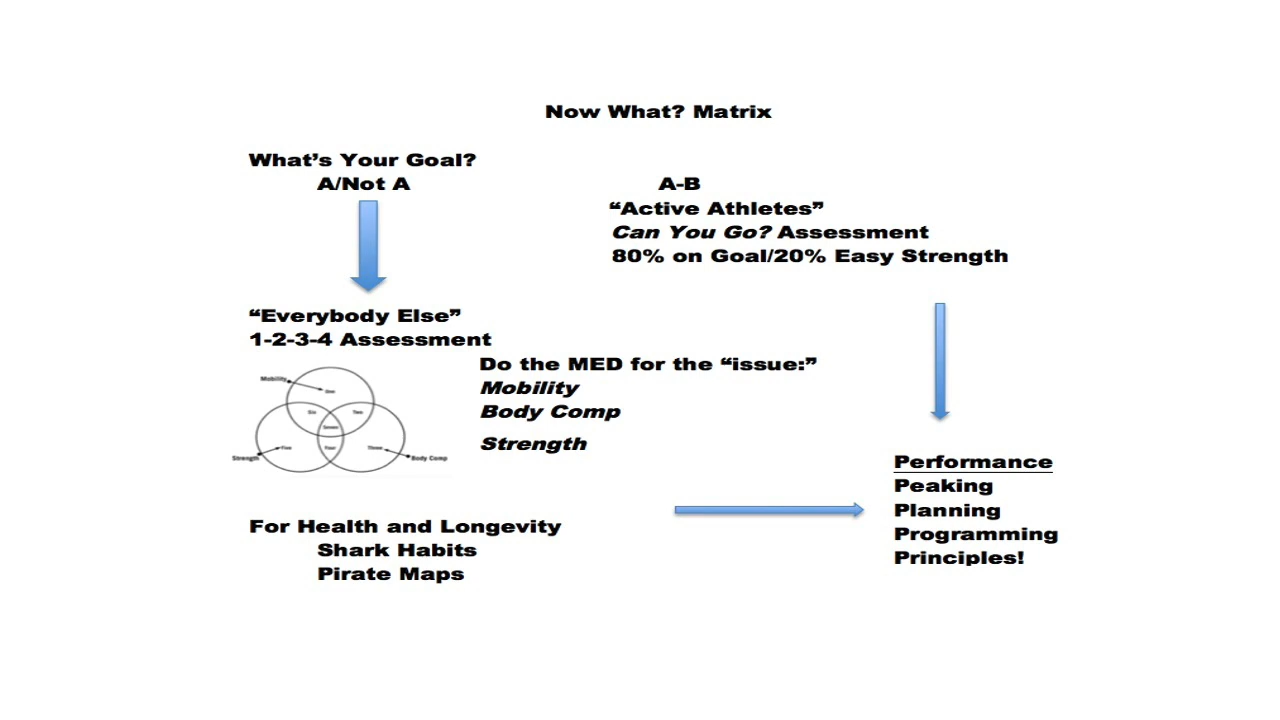 Now What? Matrix
What’s Your Goal?
A/Not A
A-B
“Active Athletes”
Can You Go? Assessment
80% on Goal/20% Easy Strength
“Everybody Else”
1-2-3-4 Assessment
Do the MED for the “issue:”
Mobility
Body Comp
Strength
Mobility
One
Six
Two
Seven
Five
Four
Three
Strength
Body Comp
For Health and Longevity
Shark Habits
Pirate Maps
Performance
Peaking
Planning
Programming
Principles!